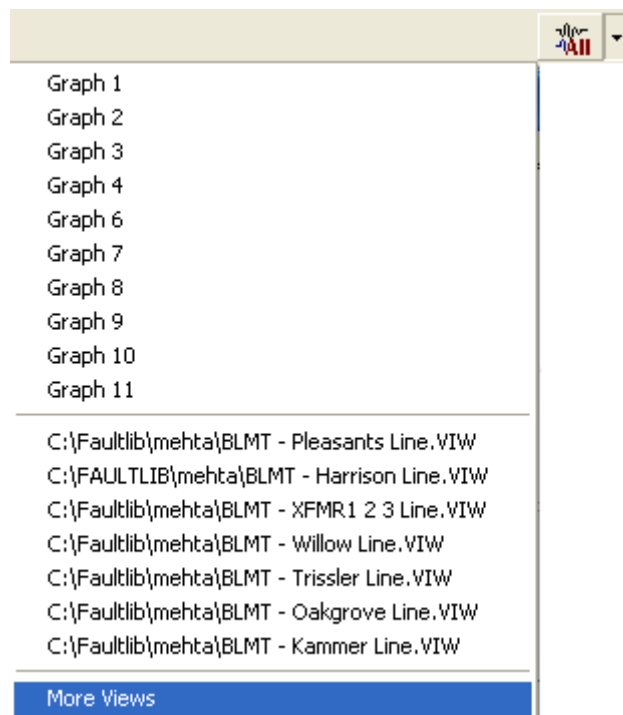 All
Graph 1
Graph 2
Graph 3
Graph 4
Graph 6
Graph 7
Graph 8
Graph 9
Graph 10
Graph 11
C:\Faultlib\mehta\BLMT - Pleasants Line.VIW
C:\FAULTLIB\mehta\BLMT - Harrison Line.VIW
C:\Faultlib\mehta\BLMT - XFMR1 2 3 Line.VIW
C:\Faultlib\mehta\BLMT - Willow Line.VIW
C:\Faultlib\mehta\BLMT - Trissler Line.VIW
C:\Faultlib\mehta\BLMT - Oakgrove Line.VIW
C:\Faultlib\mehta\BLMT - Kammer Line.VIW
More Views